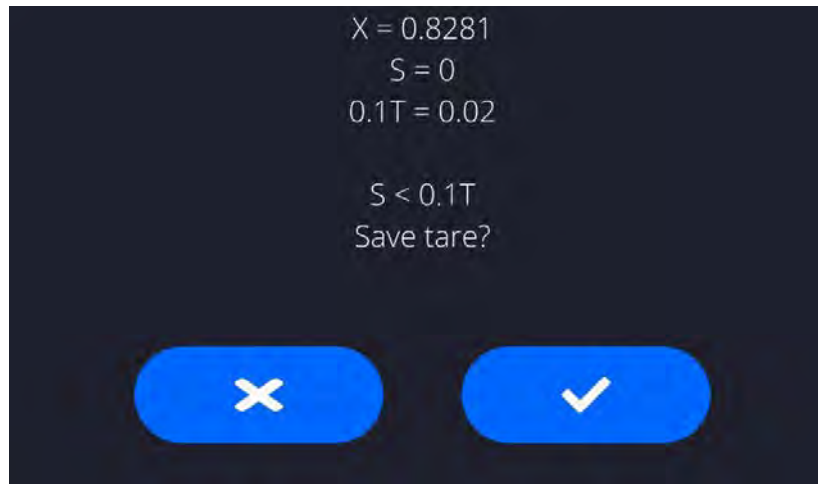 X = 0.8281
S = 0
0.1T = 0.02
S < 0.1T
Save tare?